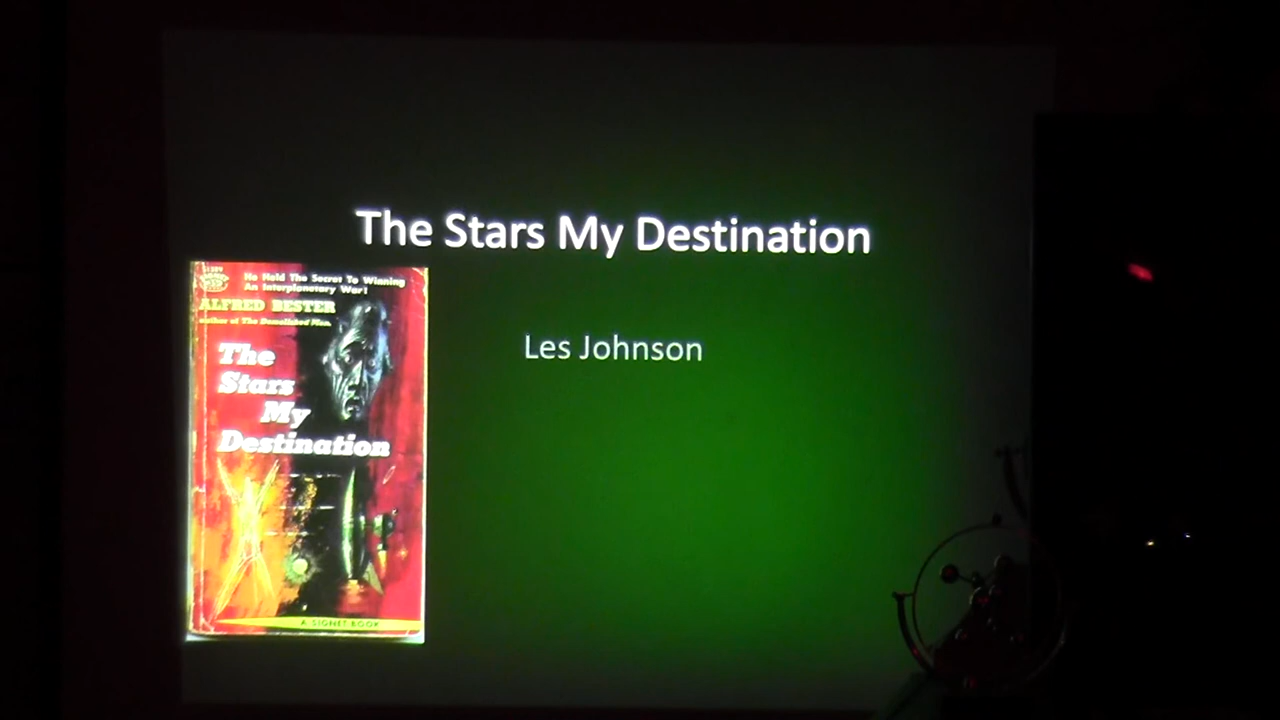 The Stars My Destination
Les Johnson
He Held The Secret To Winning
An Interplanetary War!
ALFRED BESTER
author of The Demolished Man
The
Stars
My
Destination
A SIGNET BOOK